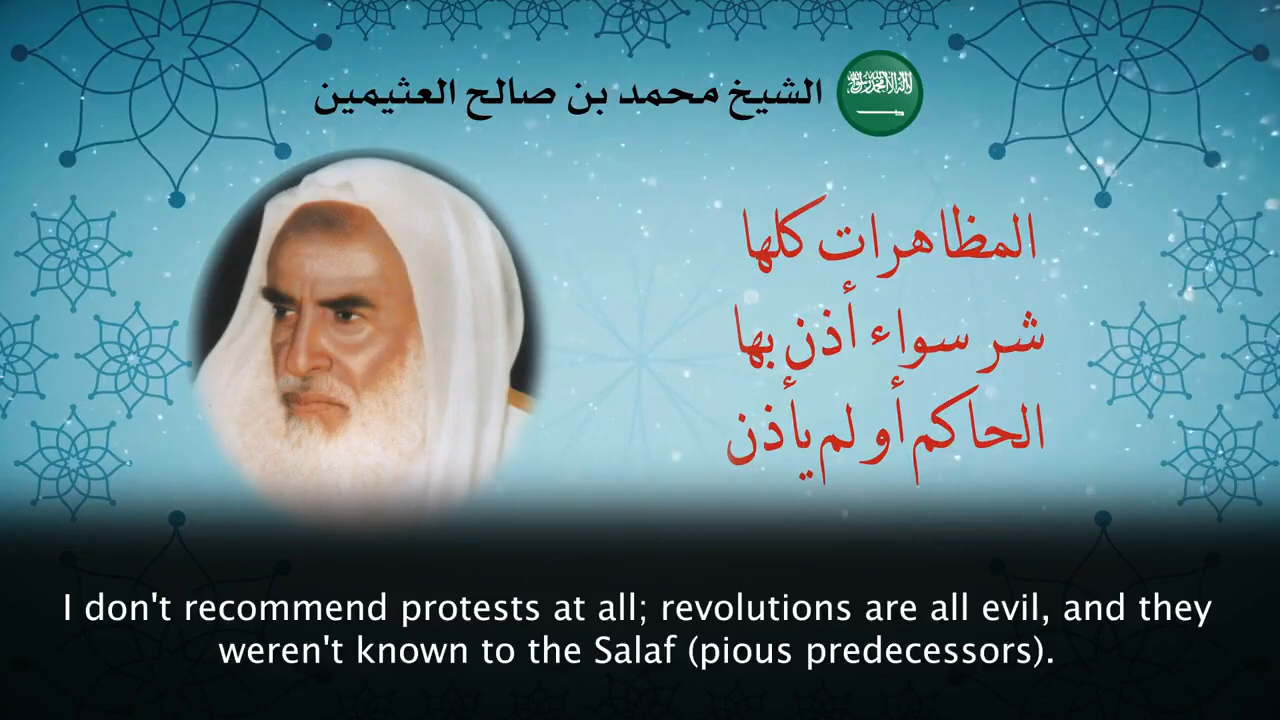 الشيخ محمد بن صالح العثيمين
المظاهرات كلها
شر سواء أذن بها
الحاكم أو لم يأذن
I don't recommend protests at all; revolutions are all evil, and they
weren't known to the Salaf (pious predecessors).